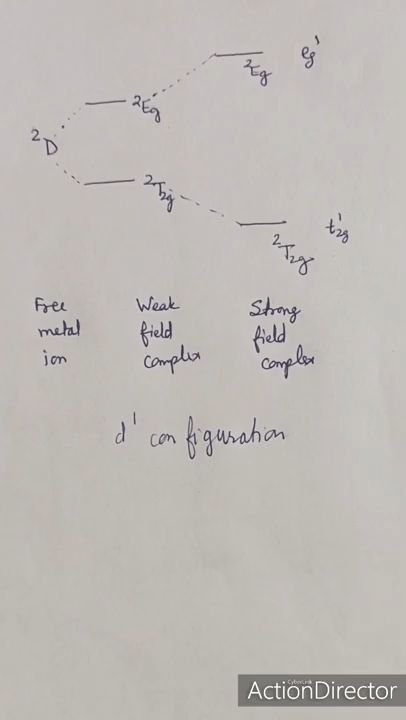 ²Eg eg¹
²Eg
²D
²T₂g
t₂g¹
²T₂g
Free Weak Strong
metal field field
ion complex complex
d¹ configuration
CyberLink
ActionDirector